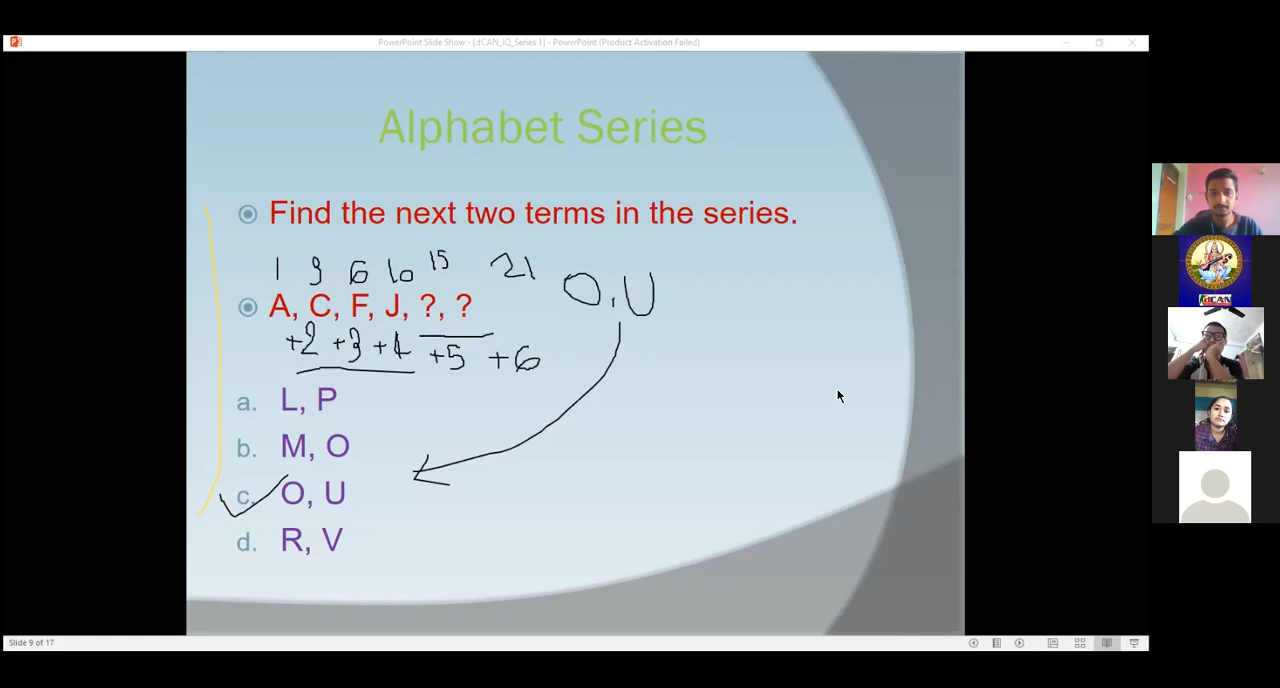 PowerPoint Slide Show - [dCAN_IQ_Series I] - PowerPoint (Product Activation Failed)
Alphabet Series
Find the next two terms in the series.
1 3 6 10 15 21
O, U
A, C, F, J, ?, ?
+2 +3 +4 +5 +6
a. L, P
b. M, O
c. O, U
d. R, V
dCAN
Slide 9 of 17